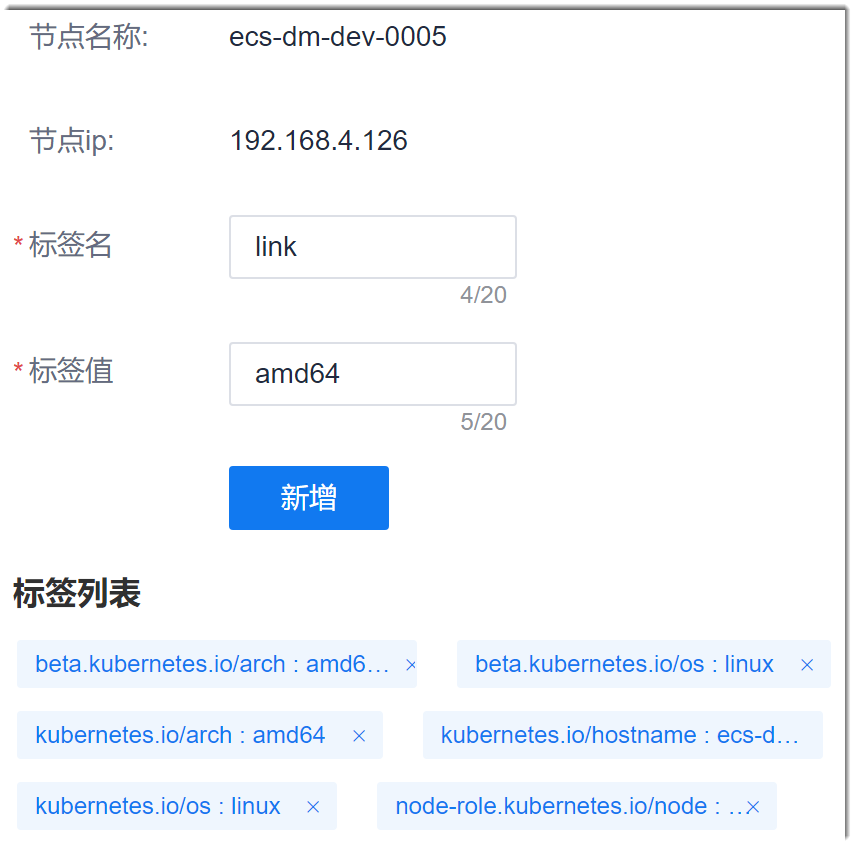 节点名称: ecs-dm-dev-0005
节点ip: 192.168.4.126
* 标签名 link
4/20
* 标签值 amd64
5/20
新增
标签列表
beta.kubernetes.io/arch : amd6… × beta.kubernetes.io/os : linux ×
kubernetes.io/arch : amd64 × kubernetes.io/hostname : ecs-d…
kubernetes.io/os : linux × node-role.kubernetes.io/node : … ×